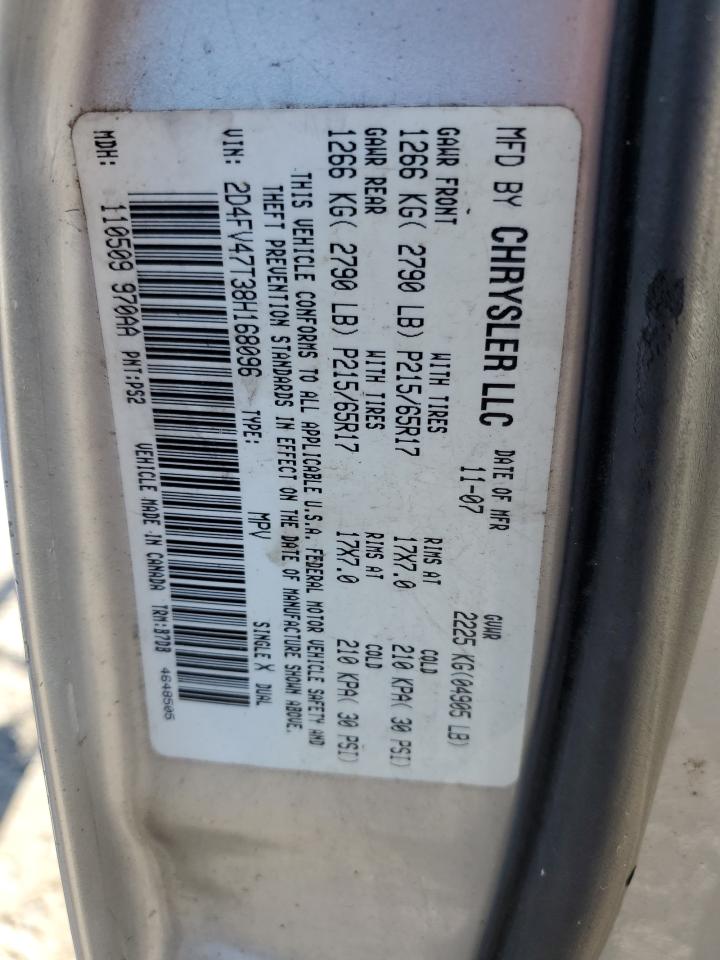 MFD BY CHRYSLER LLC DATE OF MFR 11-07 GVWR 2225 KG(04905 LB)
GAWR FRONT WITH TIRES RIMS AT COLD
1266 KG( 2790 LB) P215/65R17 17X7.0 210 KPA( 30 PSI)
GAWR REAR WITH TIRES RIMS AT COLD
1266 KG( 2790 LB) P215/65R17 17X7.0 210 KPA( 30 PSI)
THIS VEHICLE CONFORMS TO ALL APPLICABLE U.S.A. FEDERAL MOTOR VEHICLE SAFETY AND
THEFT PREVENTION STANDARDS IN EFFECT ON THE DATE OF MANUFACTURE SHOWN ABOVE.
VIN: 2D4FV47T38H168096 TYPE: MPV SINGLE X DUAL
MDH: 110509 970AA PNT:PS2 VEHICLE MADE IN CANADA TRM:B7DB 4648505